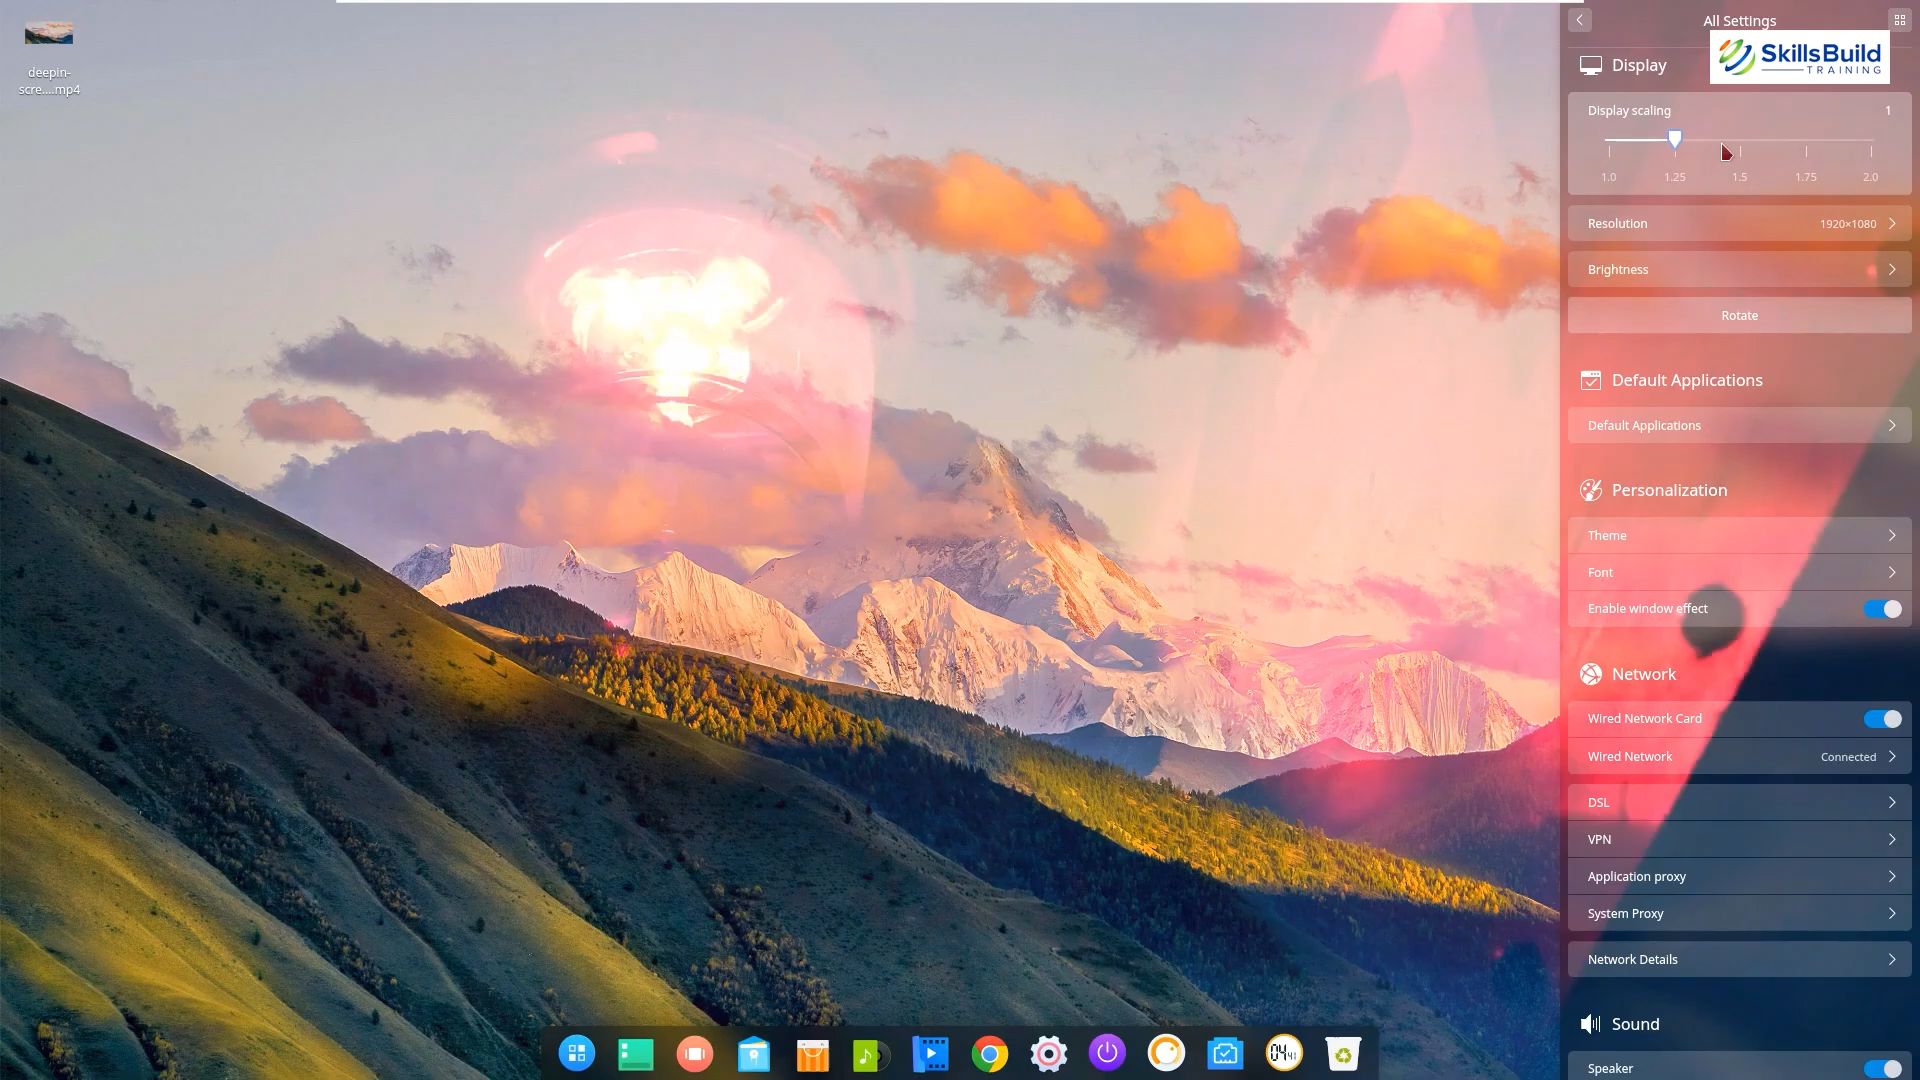 deepin-
scre....mp4
All Settings
SkillsBuild
TRAINING
Display
Display scaling 1
1.0 1.25 1.5 1.75 2.0
Resolution 1920×1080
Brightness
Rotate
Default Applications
Default Applications
Personalization
Theme
Font
Enable window effect
Network
Wired Network Card
Wired Network Connected
DSL
VPN
Application proxy
System Proxy
Network Details
Sound
Speaker
04 41